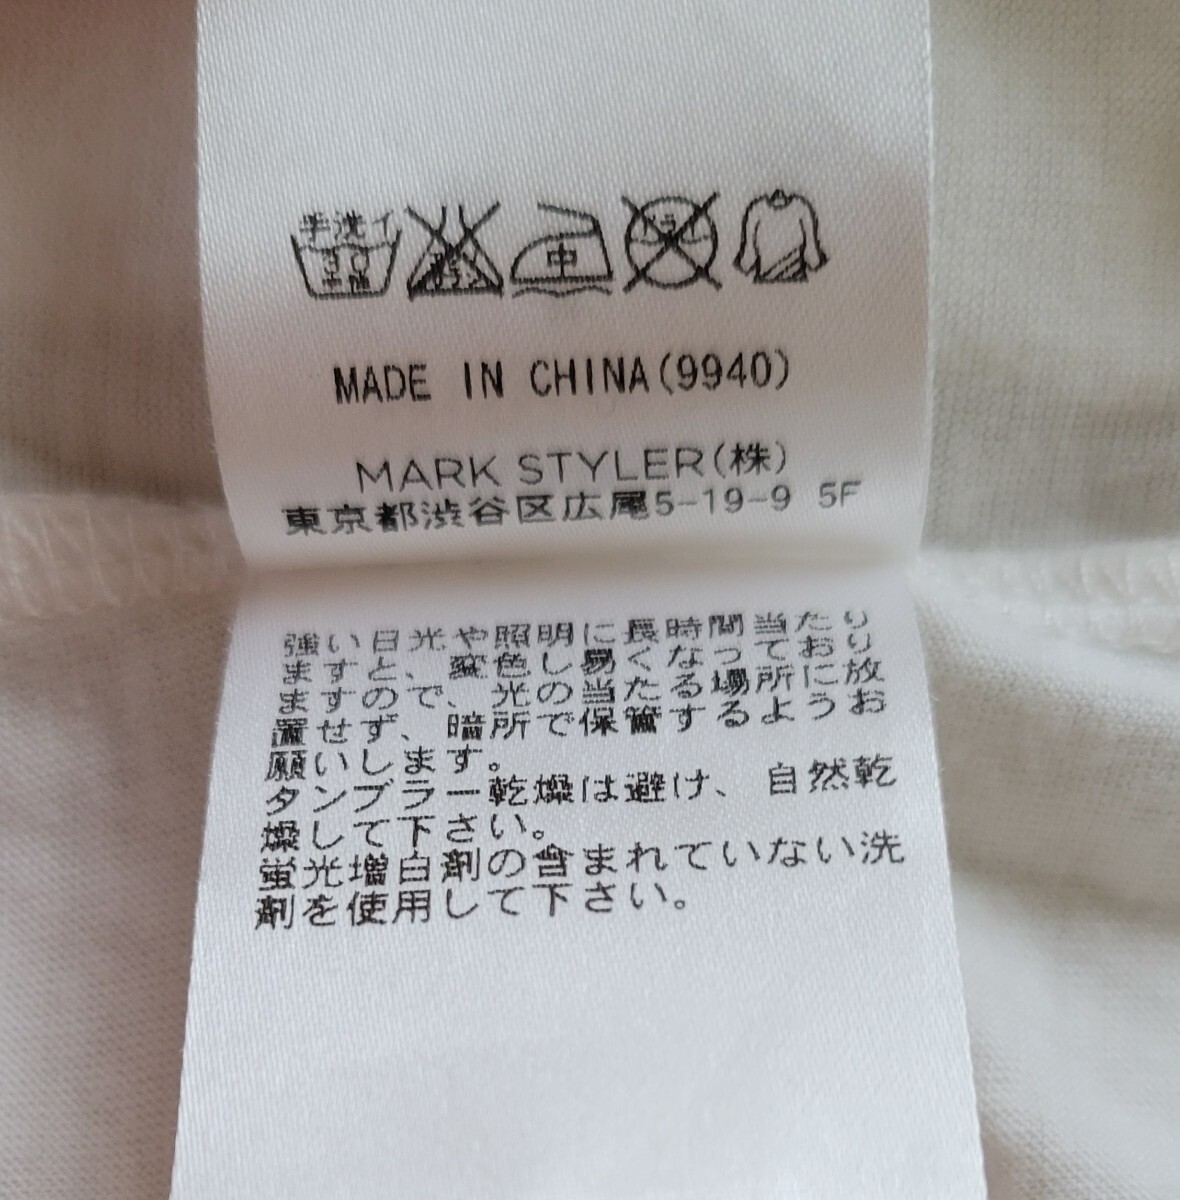 手洗イ
30
中
ドライ
MADE IN CHINA(9940)
MARK STYLER(株)
東京都渋谷区広尾5-19-9 5F
強い日光や照明に長時間当たり
ますと、変色し易くなっており
ますので、光の当たる場所に放
置せず、暗所で保管するようお
願いします。
タンブラー乾燥は避け、自然乾
燥して下さい。
蛍光増白剤の含まれていない洗
剤を使用して下さい。